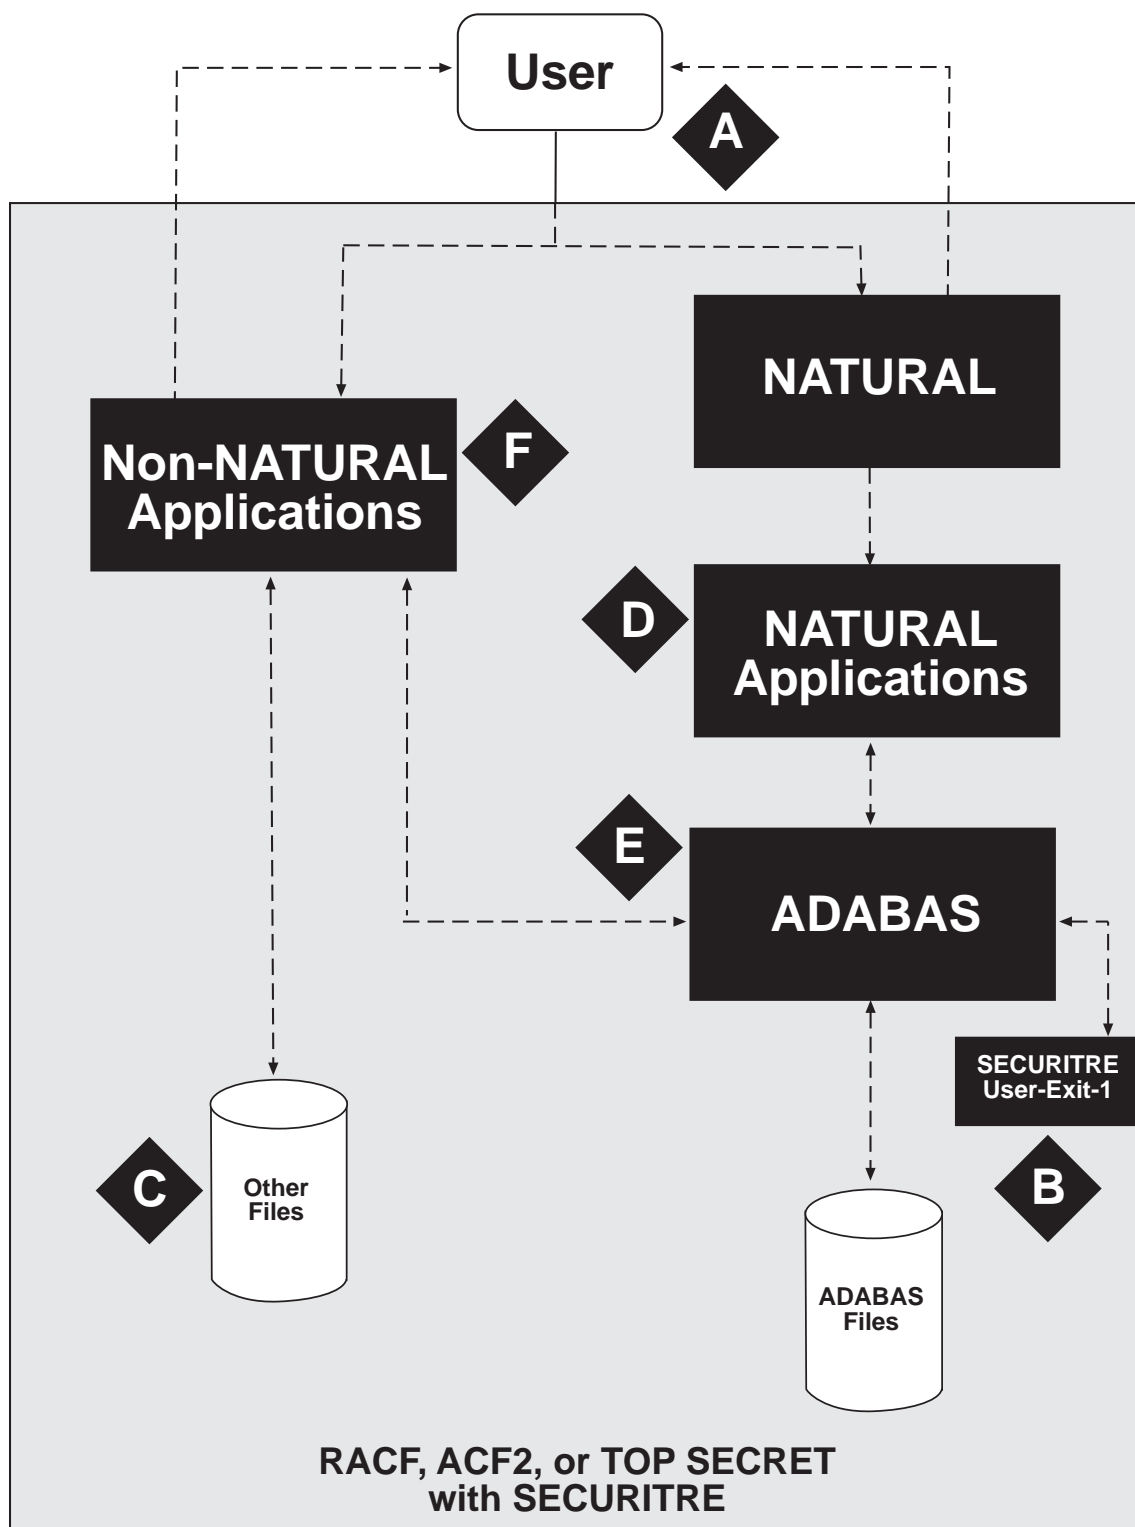 User
A
NATURAL
Non-NATURAL
Applications
F
D
NATURAL
Applications
E
ADABAS
SECURITRE
User-Exit-1
B
C
Other
Files
ADABAS
Files
RACF, ACF2, or TOP SECRET
with SECURITRE